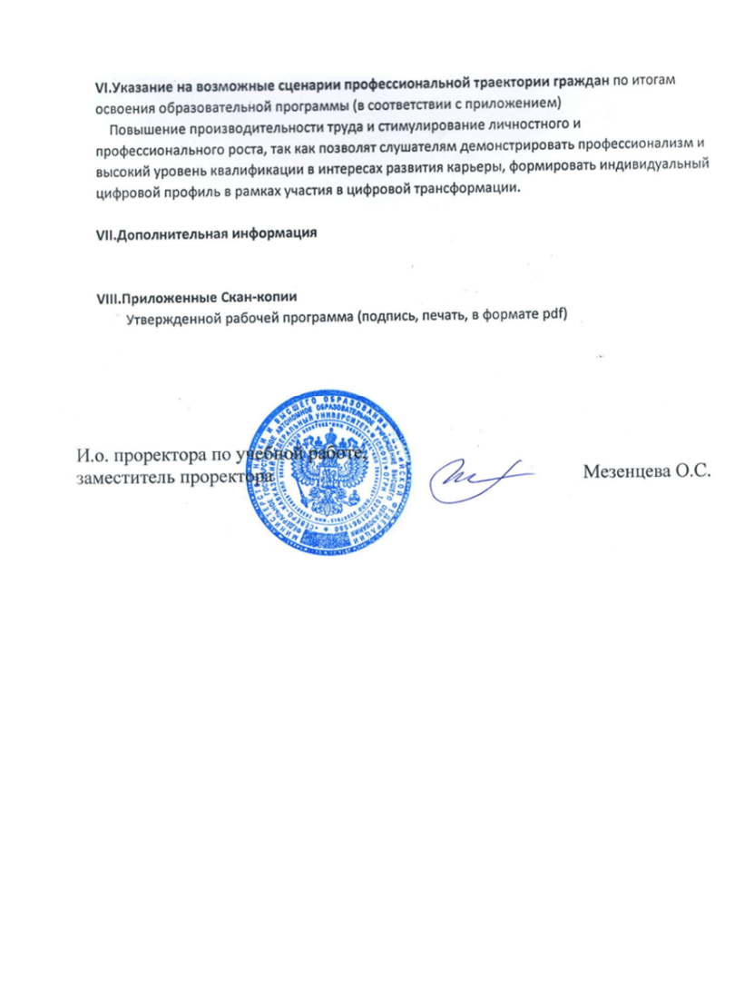 VI.Указание на возможные сценарии профессиональной траектории граждан по итогам
освоения образовательной программы (в соответствии с приложением)
Повышение производительности труда и стимулирование личностного и
профессионального роста, так как позволят слушателям демонстрировать профессионализм и
высокий уровень квалификации в интересах развития карьеры, формировать индивидуальный
цифровой профиль в рамках участия в цифровой трансформации.
VII.Дополнительная информация
VIII.Приложенные Скан-копии
Утвержденной рабочей программа (подпись, печать, в формате pdf)
И.о. проректора по учебной работе,
заместитель проректора
Мезенцева О.С.